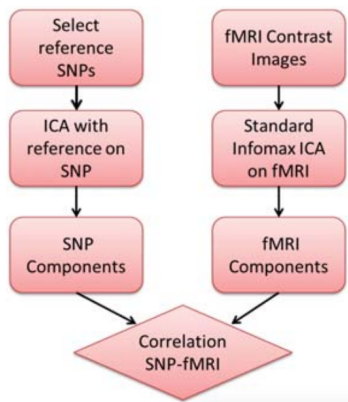 Select
reference
SNPs
ICA with
reference on
SNP
SNP
Components
fMRI Contrast
Images
Standard
Infomax ICA
on fMRI
fMRI
Components
Correlation
SNP-fMRI